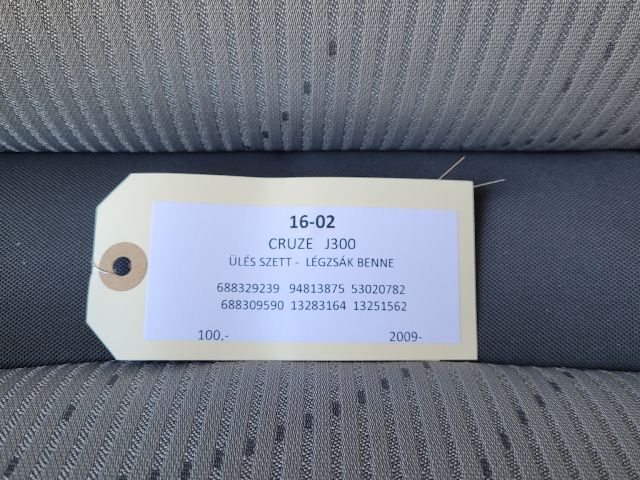 16-02
CRUZE J300
ÜLÉS SZETT - LÉGZSÁK BENNE
688329239 94813875 53020782
688309590 13283164 13251562
100,- 2009-